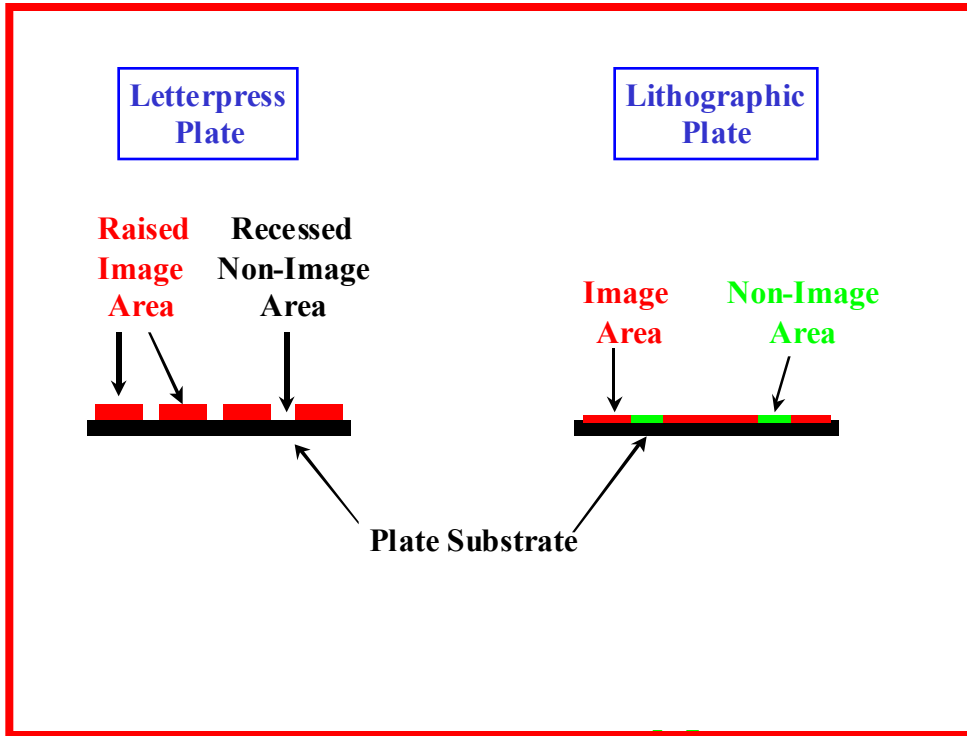 Letterpress
Plate
Lithographic
Plate
Raised
Image
Area
Recessed
Non-Image
Area
Image
Area
Non-Image
Area
Plate Substrate